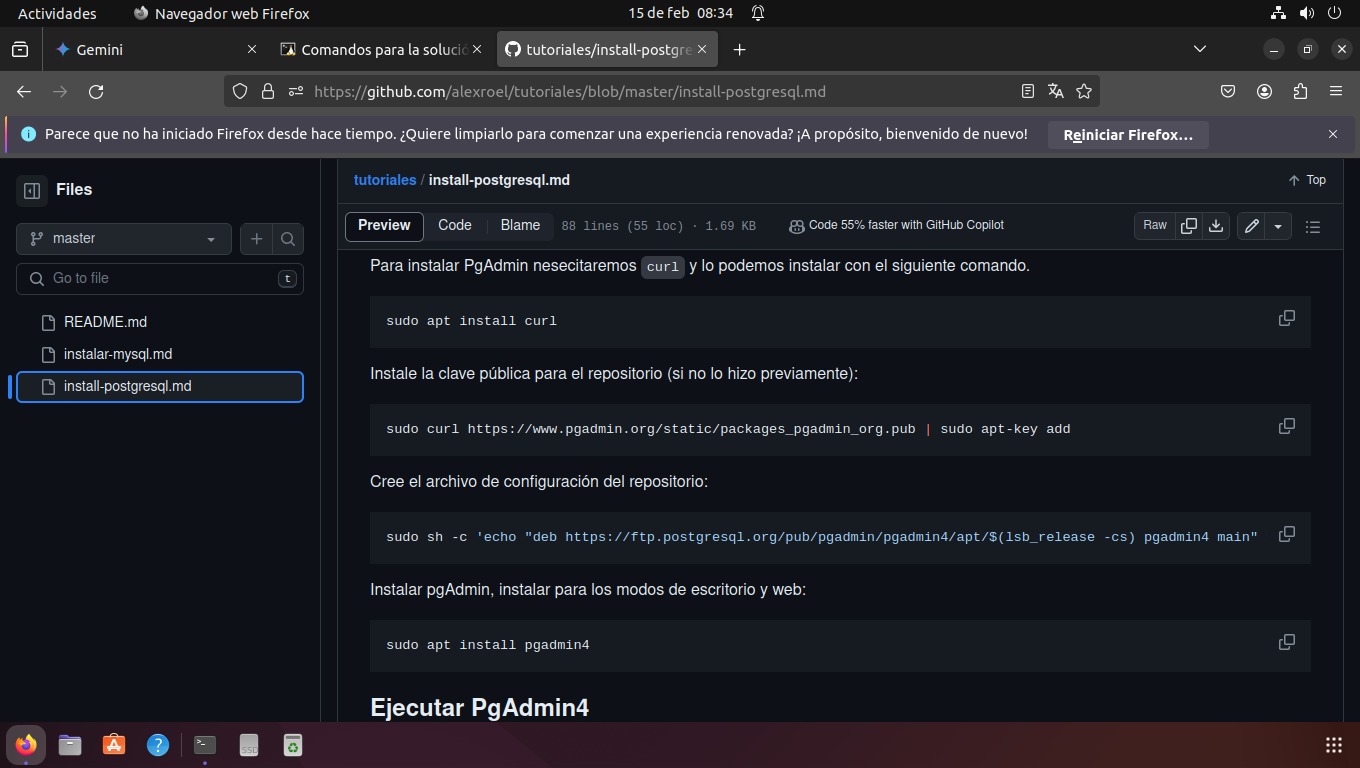 Actividades
Navegador web Firefox
15 de feb 08:34
Gemini
Comandos para la soluci
tutoriales/install-postgre
https://github.com/alexroel/tutoriales/blob/master/install-postgresql.md
Parece que no ha iniciado Firefox desde hace tiempo. ¿Quiere limpiarlo para comenzar una experiencia renovada? ¡A propósito, bienvenido de nuevo!
Reiniciar Firefox…
Files
master
Go to file
t
README.md
instalar-mysql.md
install-postgresql.md
tutoriales / install-postgresql.md
Top
Preview
Code
Blame
88 lines (55 loc) · 1.69 KB
Code 55% faster with GitHub Copilot
Raw
Para instalar PgAdmin nesecitaremos curl y lo podemos instalar con el siguiente comando.
sudo apt install curl
Instale la clave pública para el repositorio (si no lo hizo previamente):
sudo curl https://www.pgadmin.org/static/packages_pgadmin_org.pub | sudo apt-key add
Cree el archivo de configuración del repositorio:
sudo sh -c 'echo "deb https://ftp.postgresql.org/pub/pgadmin/pgadmin4/apt/$(lsb_release -cs) pgadmin4 main"
Instalar pgAdmin, instalar para los modos de escritorio y web:
sudo apt install pgadmin4
Ejecutar PgAdmin4
SSD